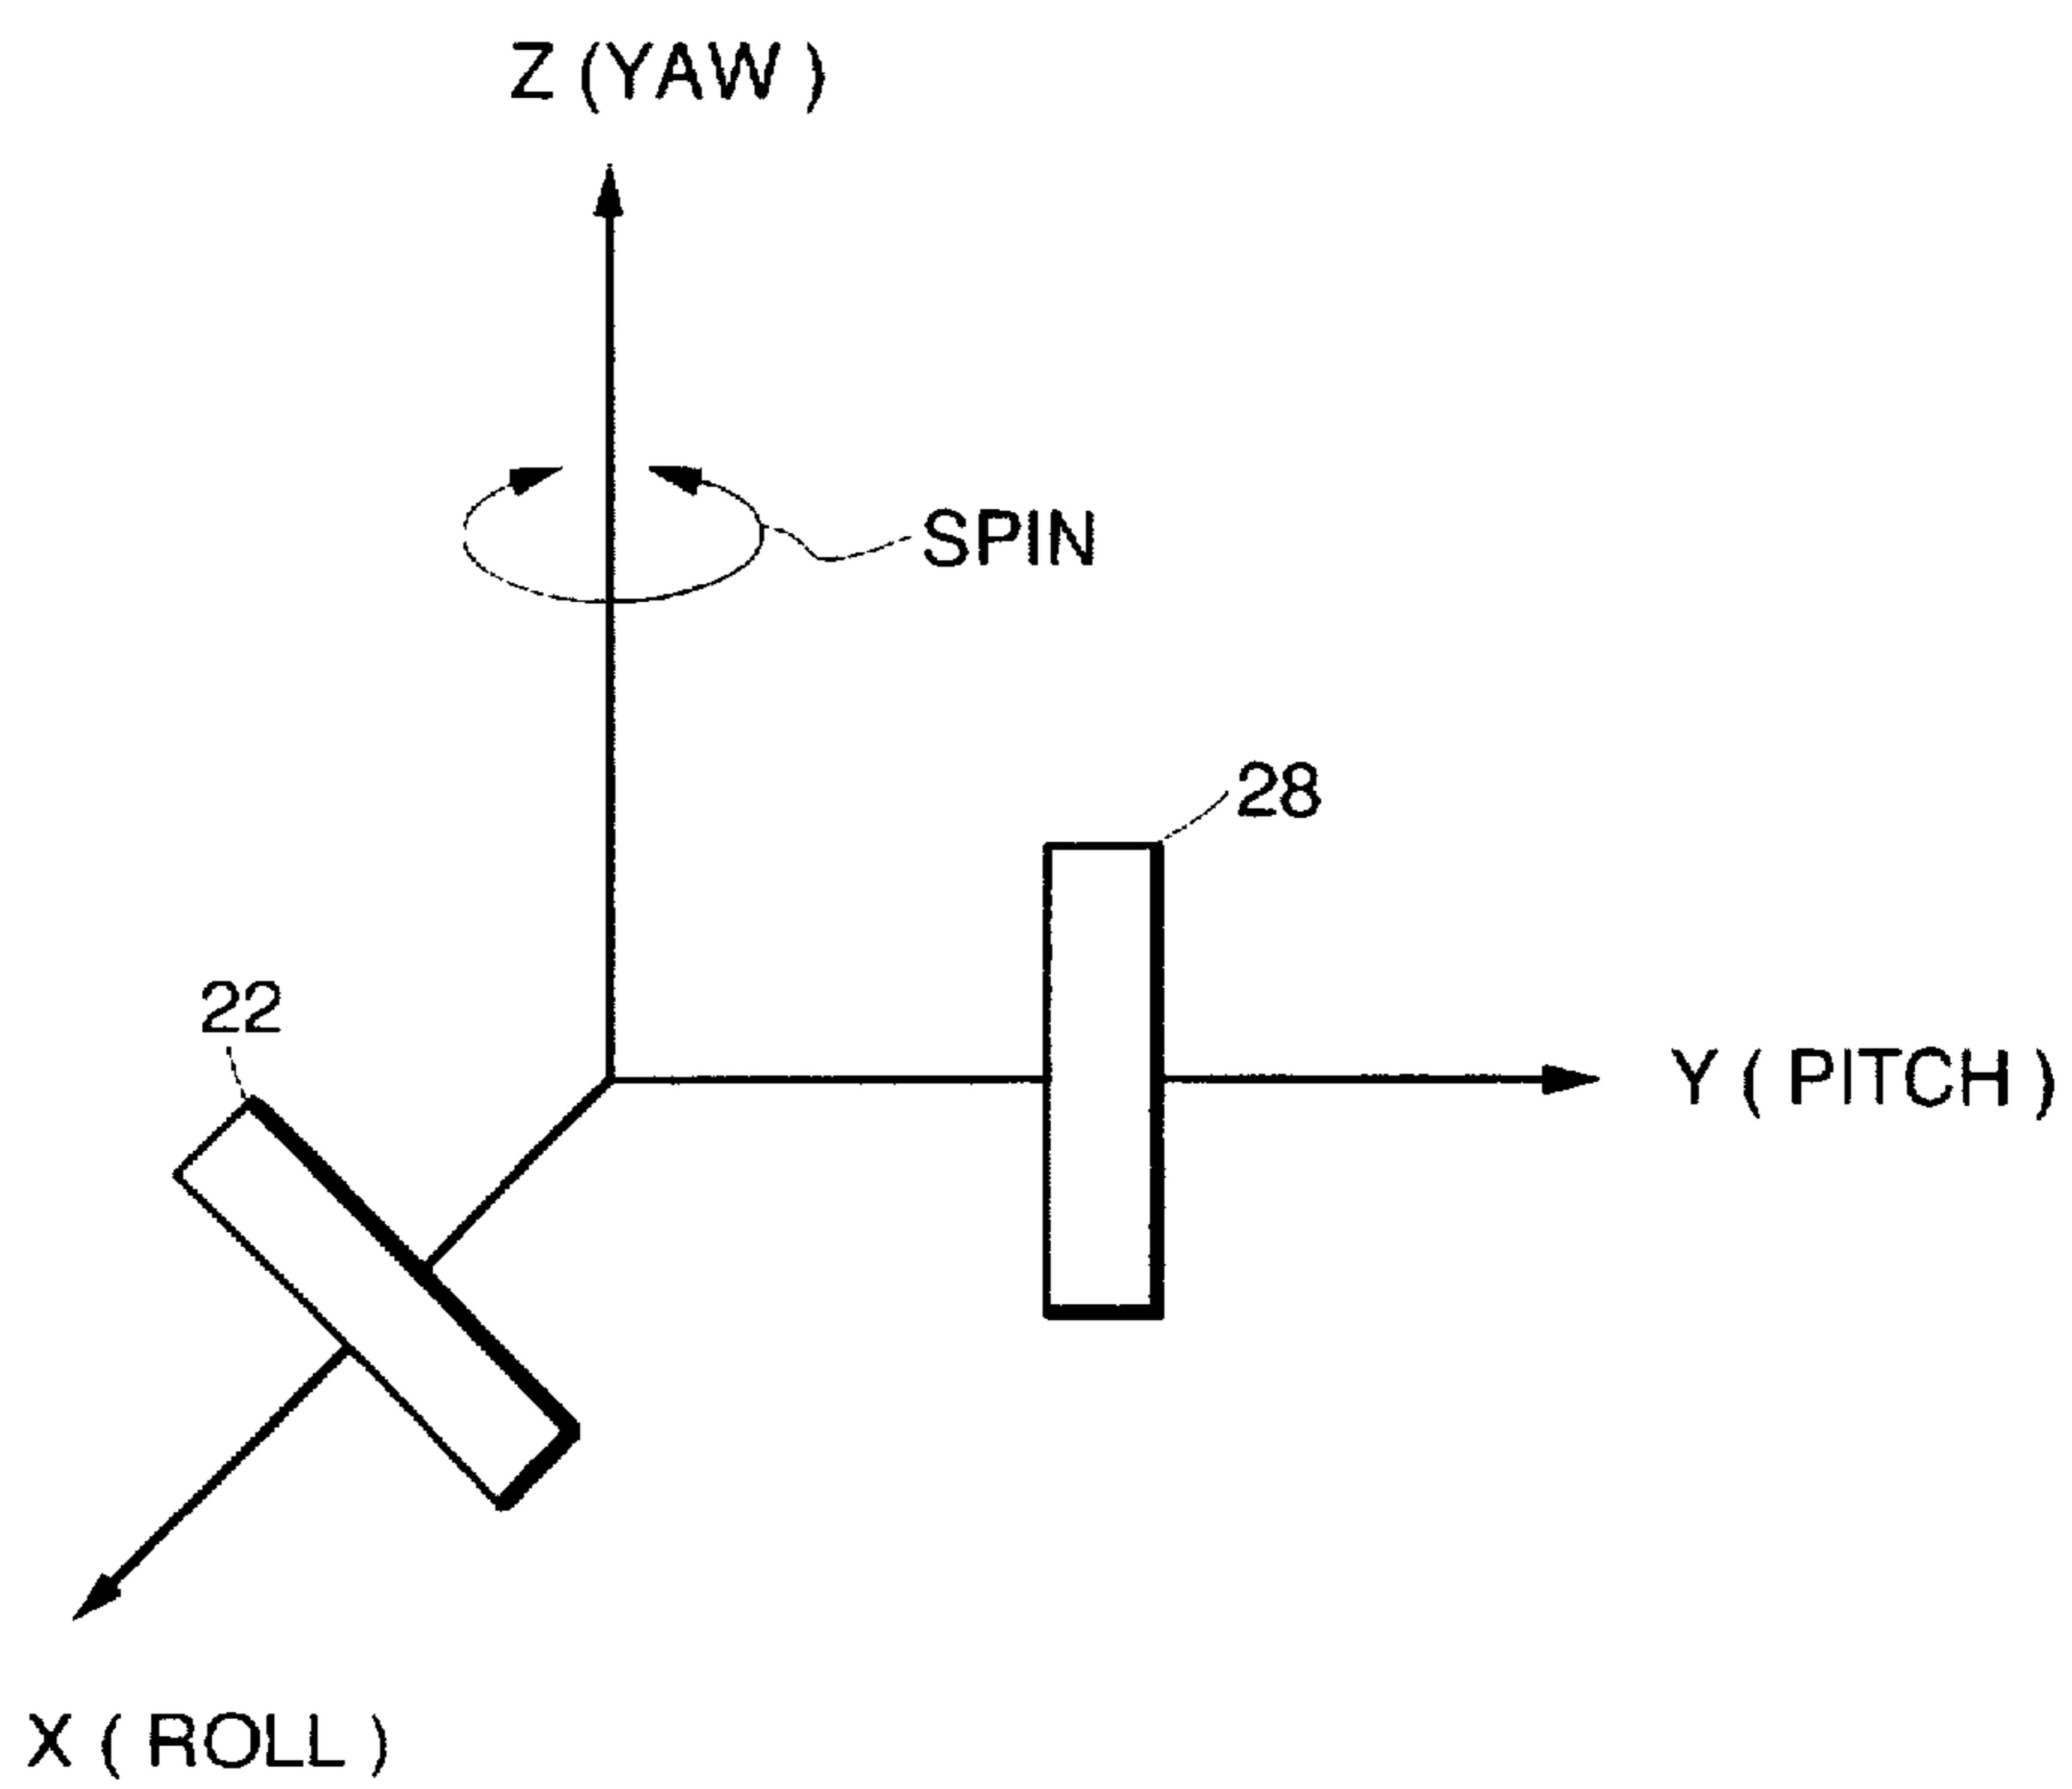 Z (YAW )
SPIN
28
22
Y ( PITCH )
X ( ROLL )